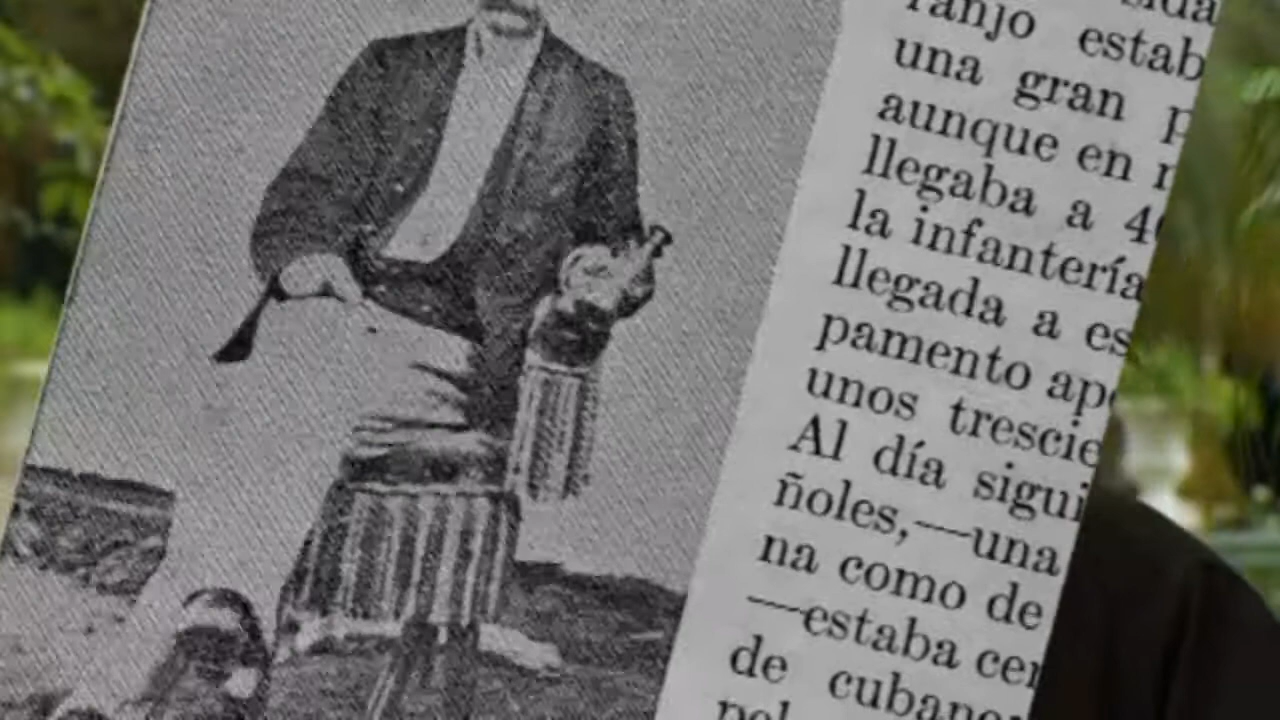 ranjo estab
una gran p
aunque en
llegaba a 4
la infantería
llegada a es
pamento ap
unos trescie
Al día sigui
ñoles,—una
na como de
—estaba cer
de cubano